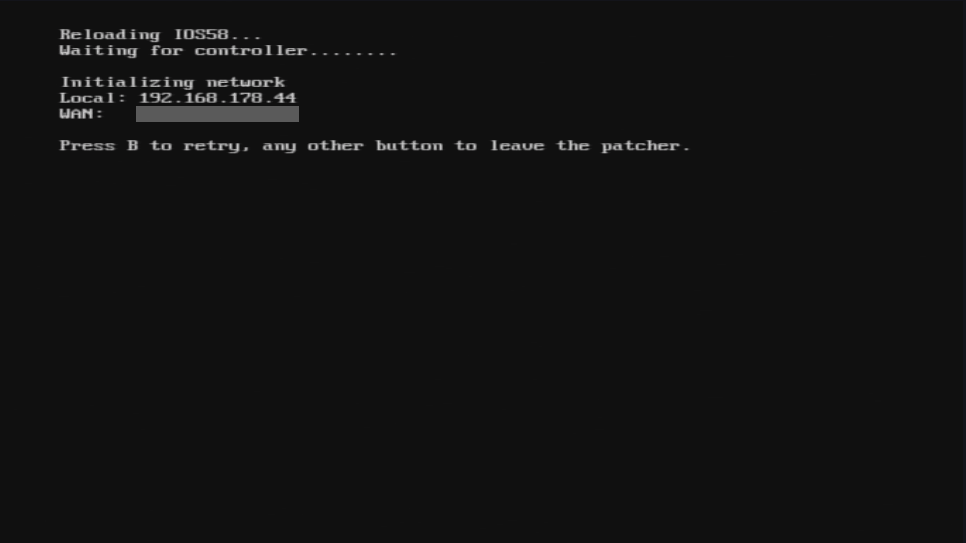 Reloading IOS58...
Waiting for controller........
Initializing network
Local: 192.168.178.44
WAN:
Press B to retry, any other button to leave the patcher.